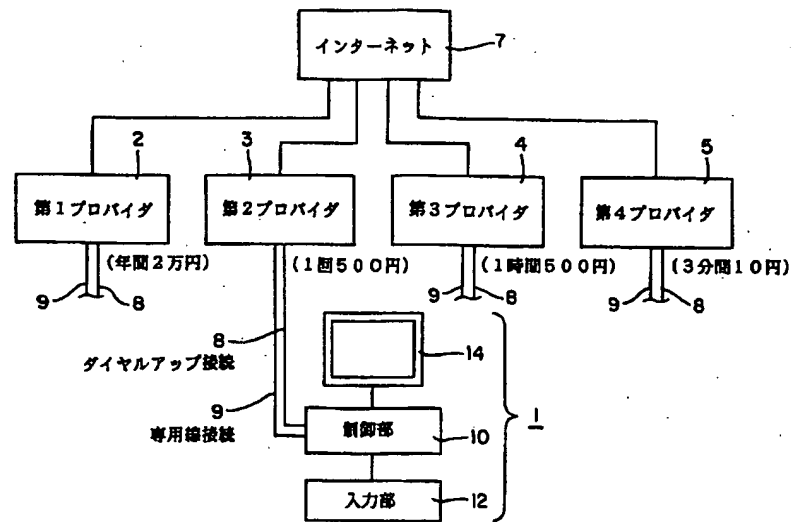 インターネット
7
2
3
4
5
第1プロバイダ
第2プロバイダ
第3プロバイダ
第4プロバイダ
(年間2万円)
(1回500円)
(1時間500円)
(3分間10円)
9
8
9
8
9
8
8
ダイヤルアップ接続
14
9
専用線接続
制御部
10
1
入力部
12